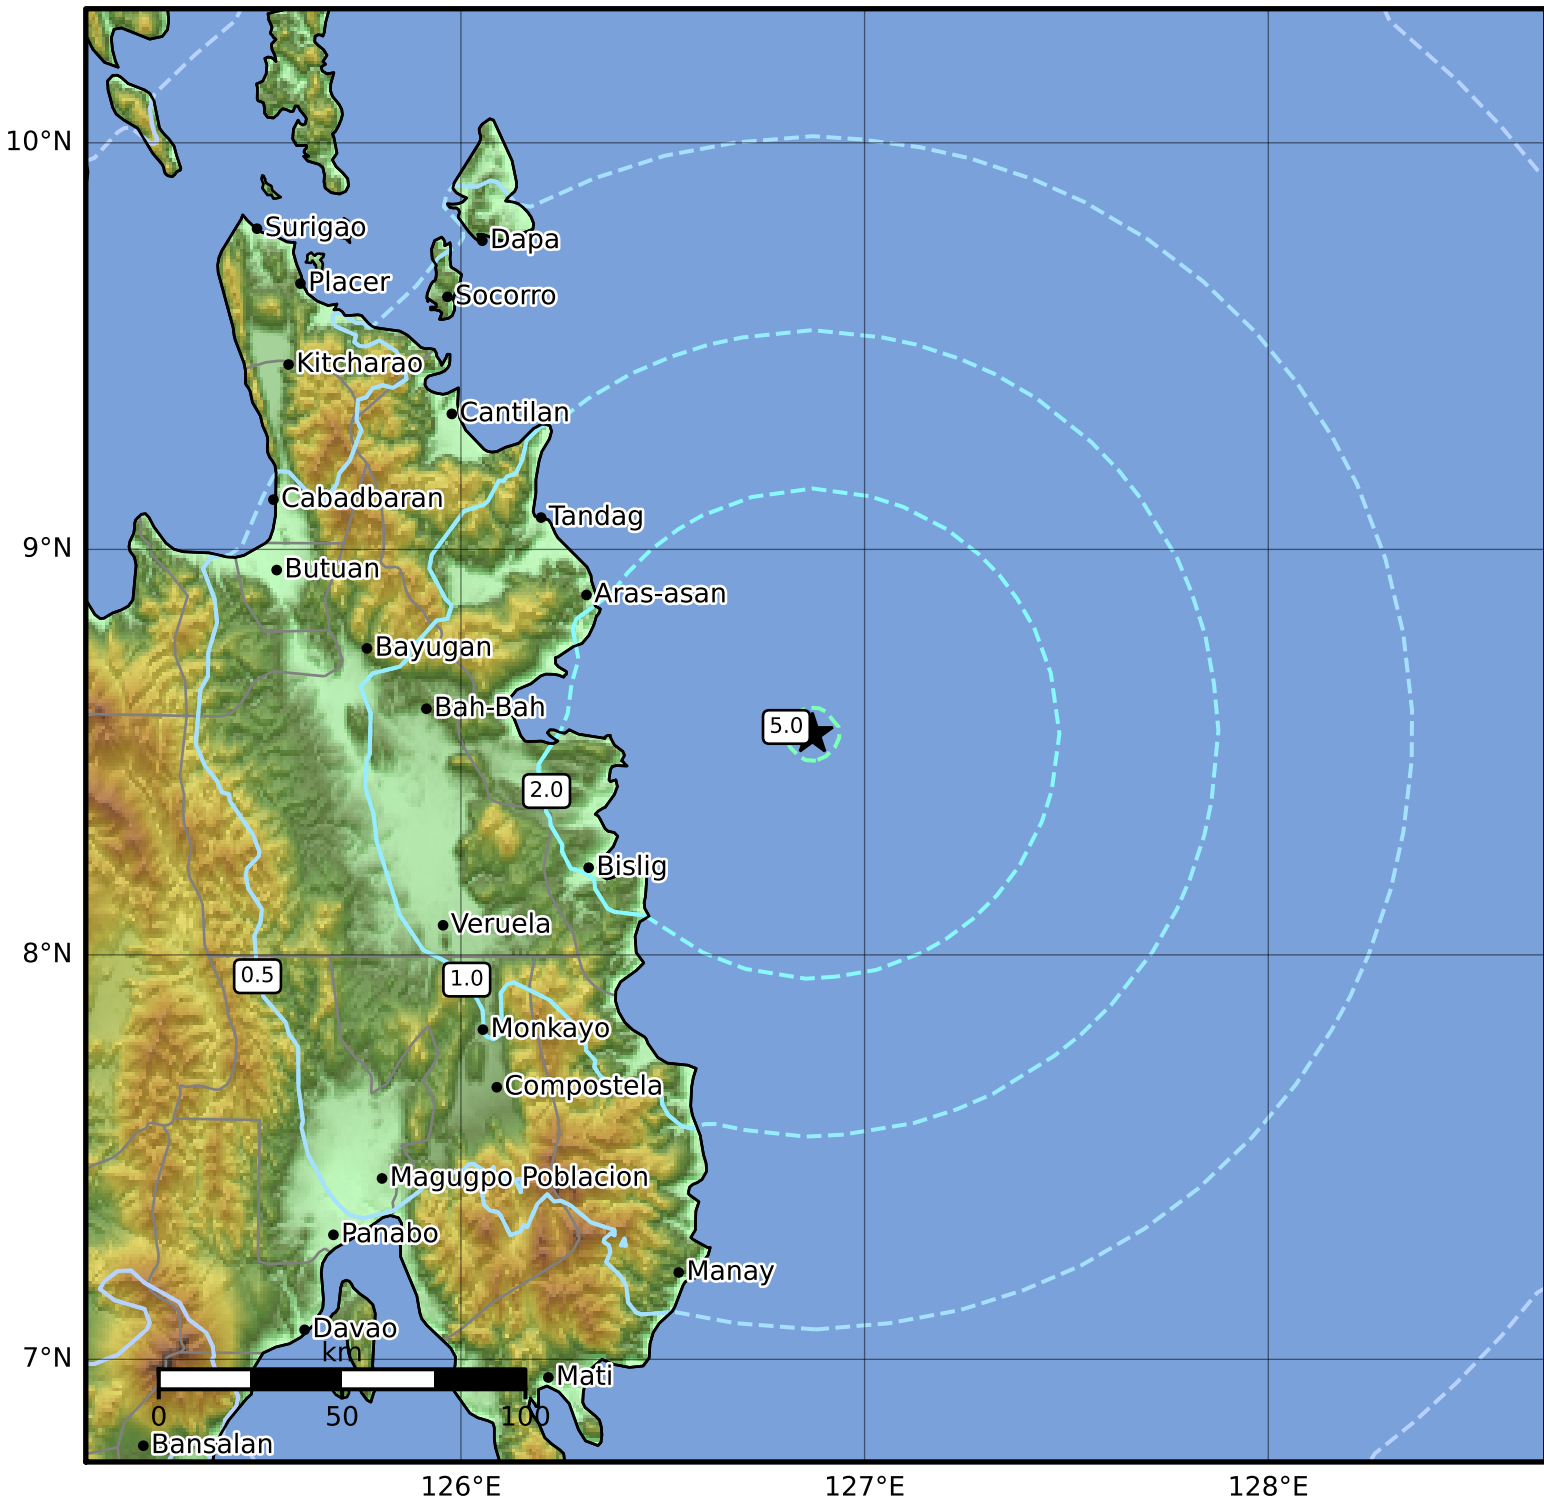 10°N
Surigao
Dapa
Placer
Socorro
Kitcharao
Cantilan
Cabadbaran
Tandag
9°N
Butuan
Aras-asan
Bayugan
Bah-Bah
5.0
2.0
Bislig
Veruela
8°N
0.5
1.0
Monkayo
Compostela
Magugpo Poblacion
Panabo
Manay
Davao
km
7°N
Mati
0 50 100
Bansalan
126°E 127°E 128°E